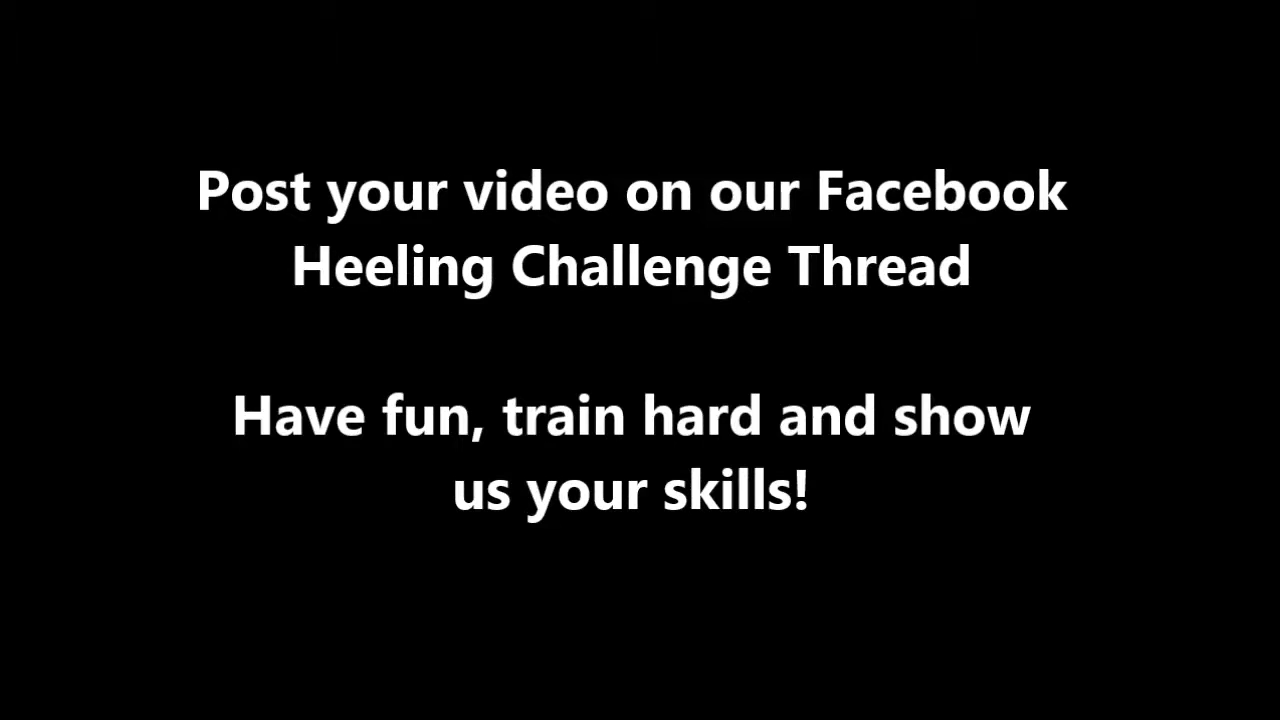 Post your video on our Facebook
Heeling Challenge Thread
Have fun, train hard and show
us your skills!